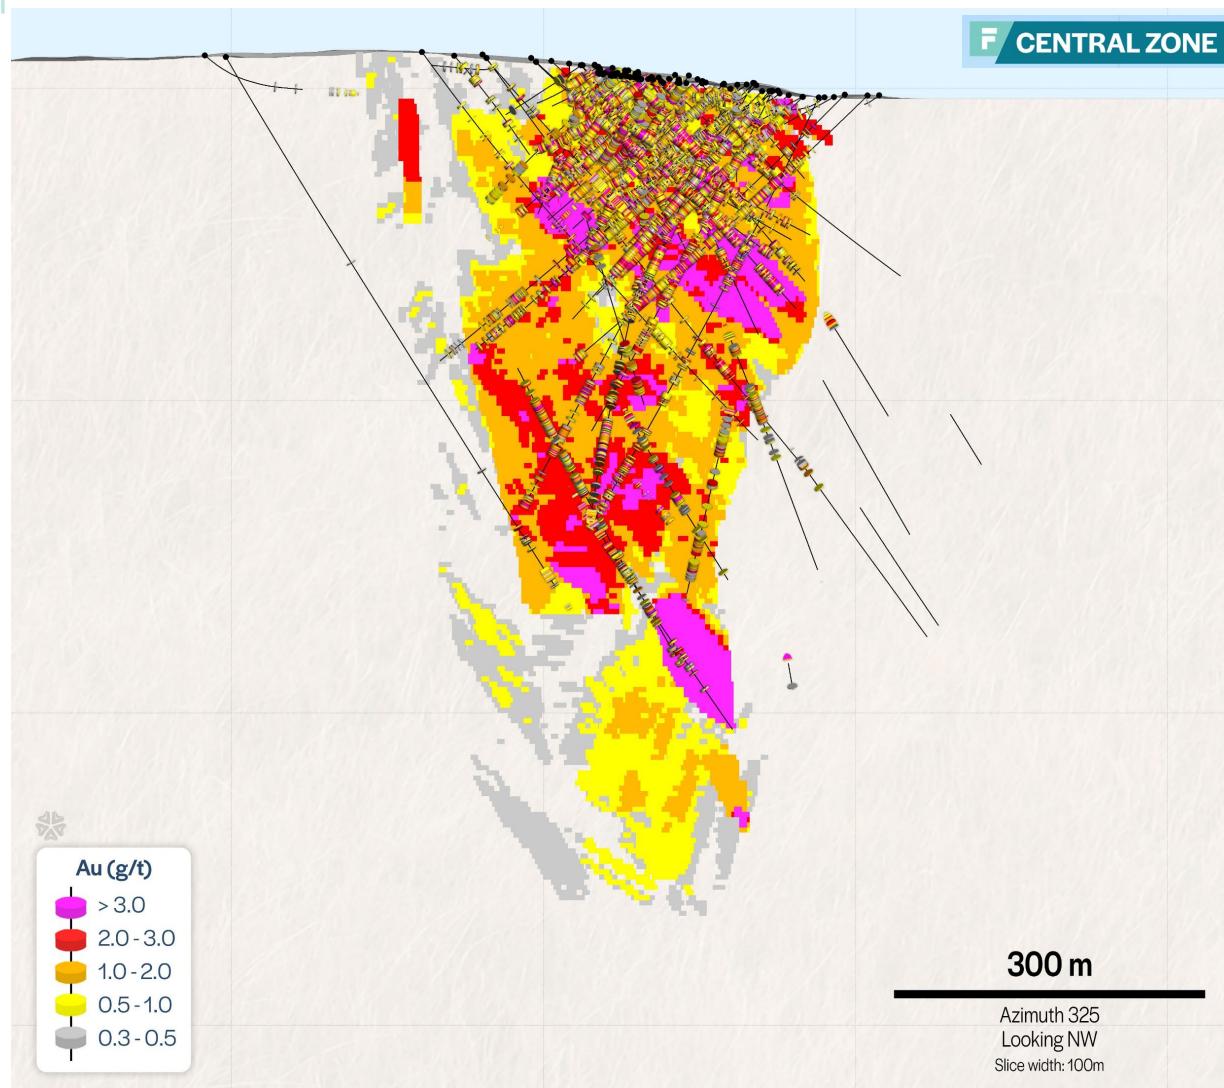 F CENTRAL ZONE
Au (g/t)
> 3.0
2.0 - 3.0
1.0 - 2.0
0.5 - 1.0
0.3 - 0.5
300 m
Azimuth 325
Looking NW
Slice width: 100m